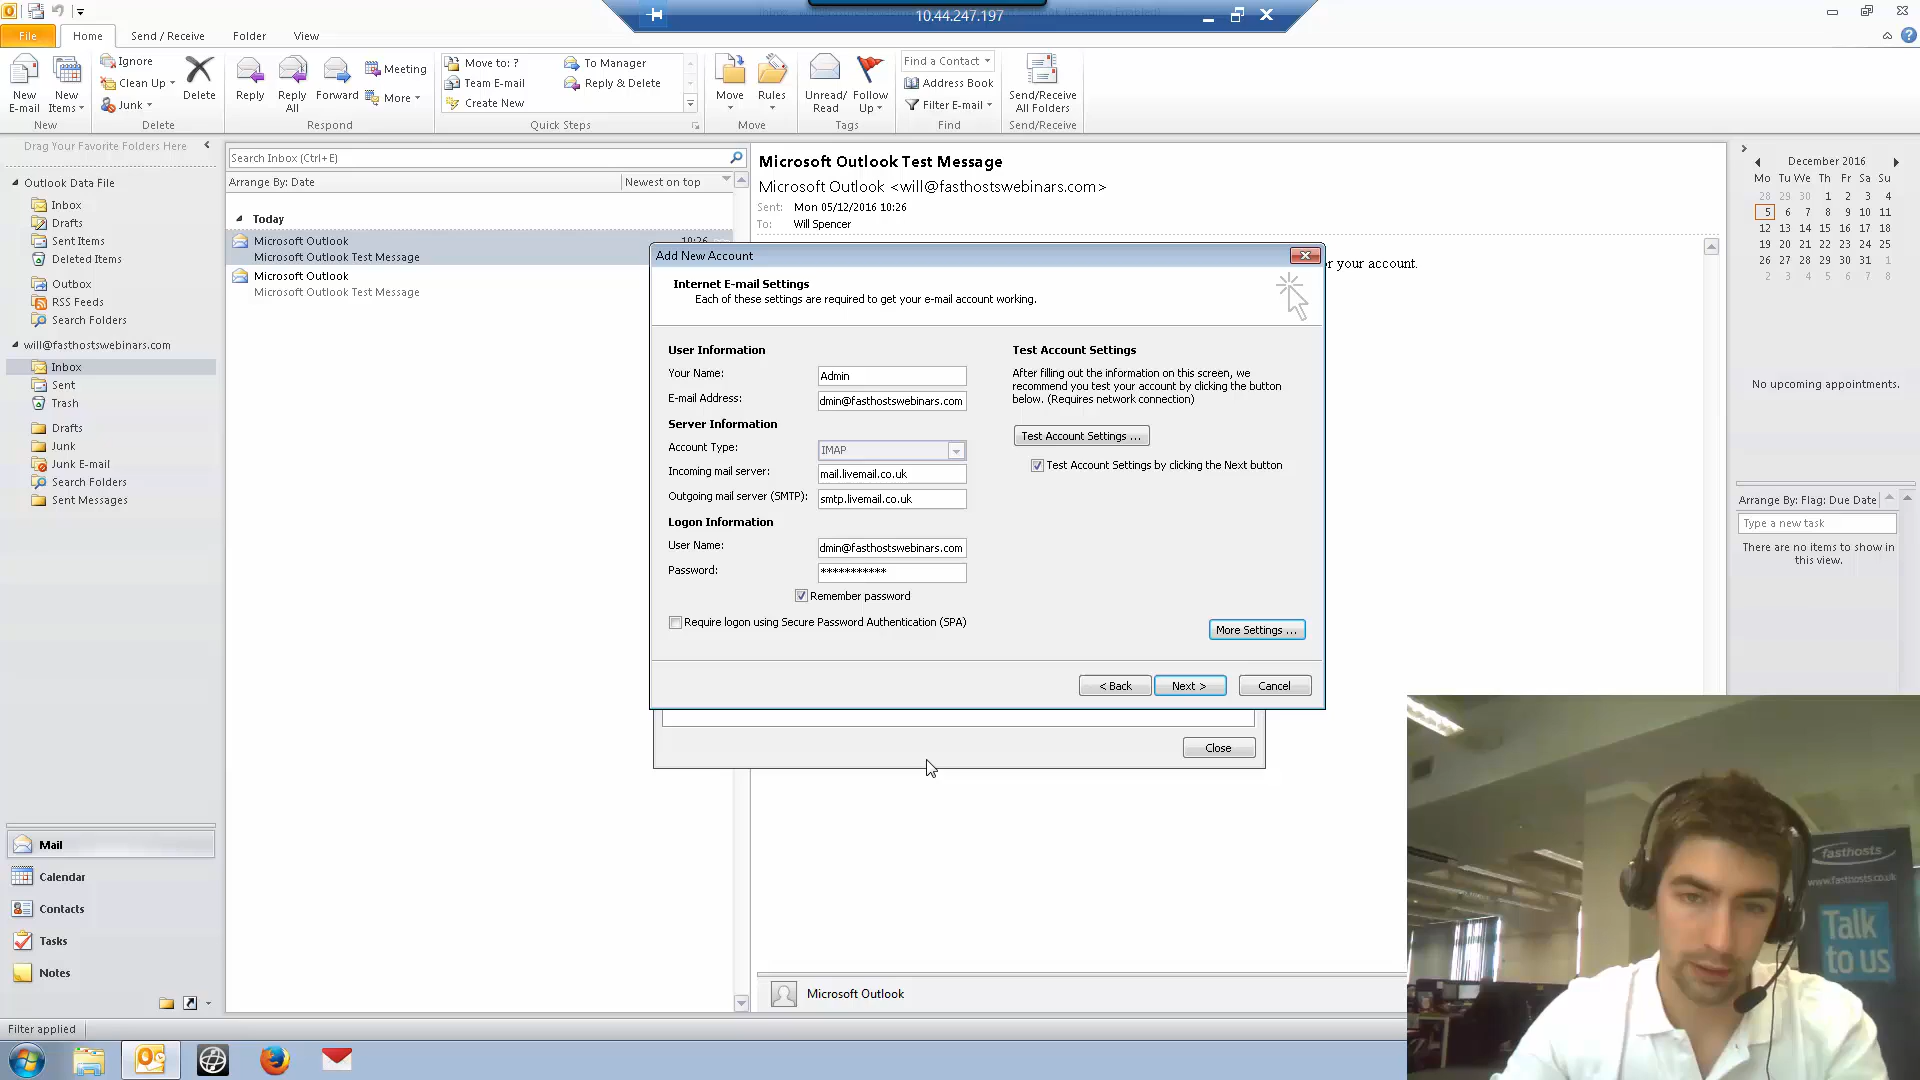 10.44.247.197
File
Home
Send / Receive
Folder
View
New E-mail
New Items
New
Ignore
Clean Up
Junk
Delete
Delete
Reply
Reply All
Forward
Meeting
More
Respond
Move to: ?
Team E-mail
Create New
To Manager
Reply & Delete
Quick Steps
Move
Rules
Move
Unread/ Read
Follow Up
Tags
Find a Contact
Address Book
Filter E-mail
Find
Send/Receive All Folders
Send/Receive
Drag Your Favorite Folders Here
Outlook Data File
Inbox
Drafts
Sent Items
Deleted Items
Outbox
RSS Feeds
Search Folders
will@fasthostswebinars.com
Inbox
Sent
Trash
Drafts
Junk
Junk E-mail
Search Folders
Sent Messages
Mail
Calendar
Contacts
Tasks
Notes
Filter applied
Search Inbox (Ctrl+E)
Arrange By: Date
Newest on top
Today
Microsoft Outlook
10:26
Microsoft Outlook Test Message
Microsoft Outlook
Microsoft Outlook Test Message
Microsoft Outlook Test Message
Microsoft Outlook <will@fasthostswebinars.com>
Sent: Mon 05/12/2016 10:26
To: Will Spencer
r your account.
Add New Account
Internet E-mail Settings
Each of these settings are required to get your e-mail account working.
User Information
Your Name: Admin
E-mail Address: dmin@fasthostswebinars.com
Server Information
Account Type: IMAP
Incoming mail server: mail.livemail.co.uk
Outgoing mail server (SMTP): smtp.livemail.co.uk
Logon Information
User Name: dmin@fasthostswebinars.com
Password: ***********
Remember password
Require logon using Secure Password Authentication (SPA)
Test Account Settings
After filling out the information on this screen, we
recommend you test your account by clicking the button
below. (Requires network connection)
Test Account Settings ...
Test Account Settings by clicking the Next button
More Settings ...
< Back
Next >
Cancel
Close
Microsoft Outlook
December 2016
Mo Tu We Th Fr Sa Su
28 29 30 1 2 3 4
5 6 7 8 9 10 11
12 13 14 15 16 17 18
19 20 21 22 23 24 25
26 27 28 29 30 31 1
2 3 4 5 6 7 8
No upcoming appointments.
Arrange By: Flag: Due Date
Type a new task
There are no items to show in
this view.
fasthosts
www.fasthosts.co.uk
Talk
to us